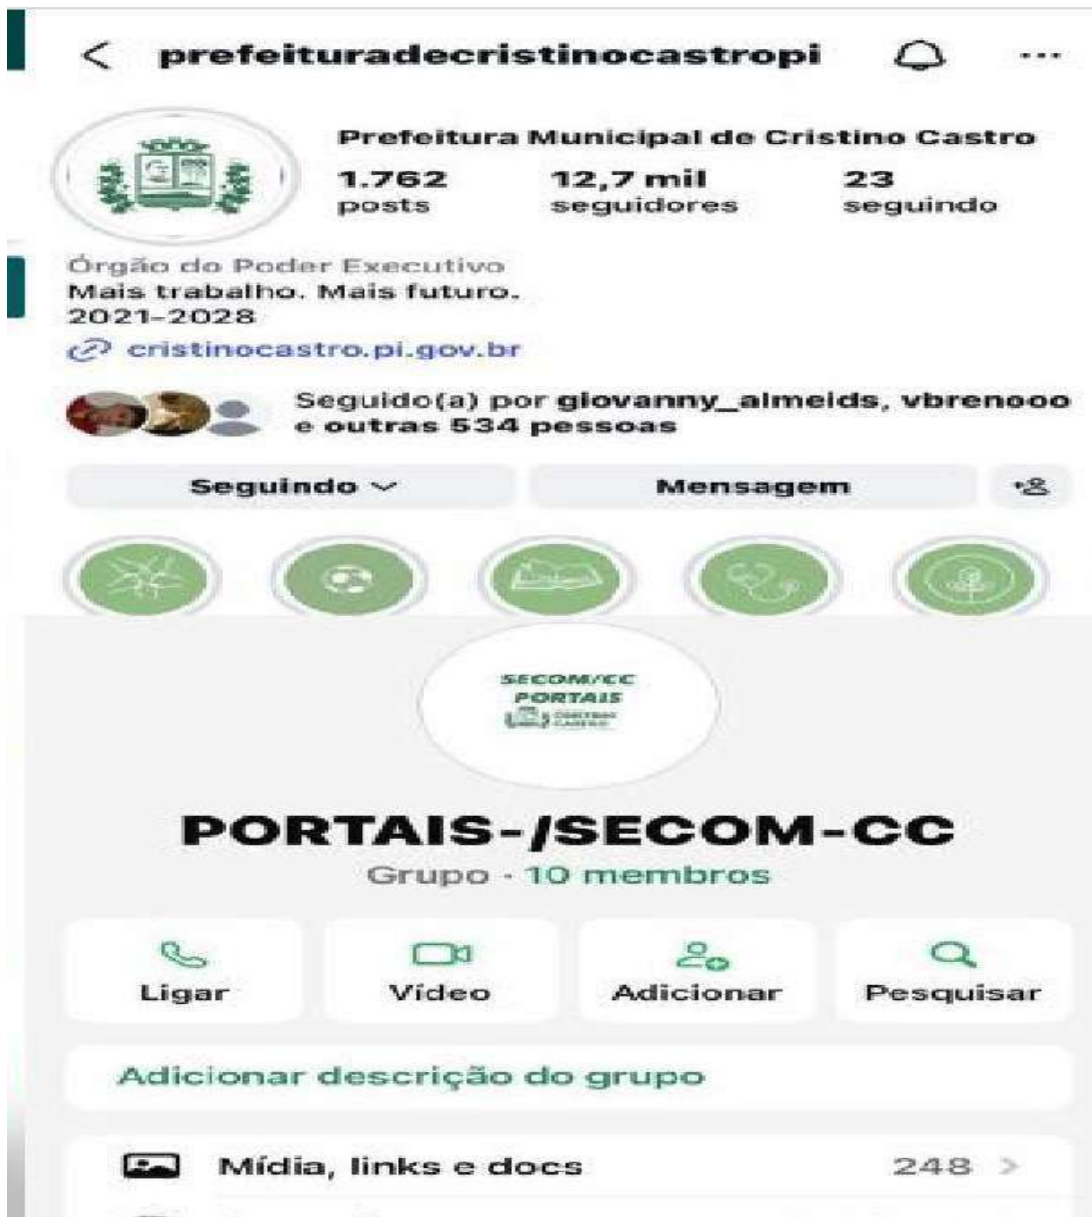 prefeituradecristinocastropi
Prefeitura Municipal de Cristino Castro
1.762 12,7 mil 23
posts seguidores seguindo
Órgão do Poder Executivo
Mais trabalho. Mais futuro.
2021-2028
cristinocastro.pi.gov.br
Seguido(a) por giovanny_almeids, vbrenooo
e outras 534 pessoas
Seguindo Mensagem
SECOM/CC
PORTAIS
CRISTINO
CASTRO
PORTAIS-/SECOM-CC
Grupo · 10 membros
Ligar Vídeo Adicionar Pesquisar
Adicionar descrição do grupo
Mídia, links e docs 248